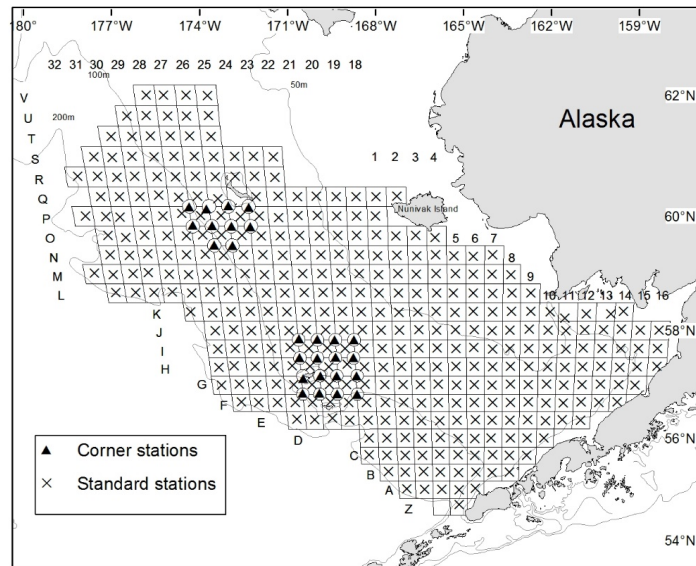 180° 177°W 174°W 171°W 168°W 165°W 162°W 159°W
32 31 30 29 28 27 26 25 24 23 22 21 20 19 18
100m
50m
V
62°N
U
200m
T
Alaska
S
1 2 3 4
R
Q
Nunivak Island
P
60°N
O
5 6 7
N
8
M
9
L
10 11 12 13 14 15 16
K
J
58°N
I
H
G
F
E
D
56°N
C
B
A
Z
54°N
▲ Corner stations
× Standard stations